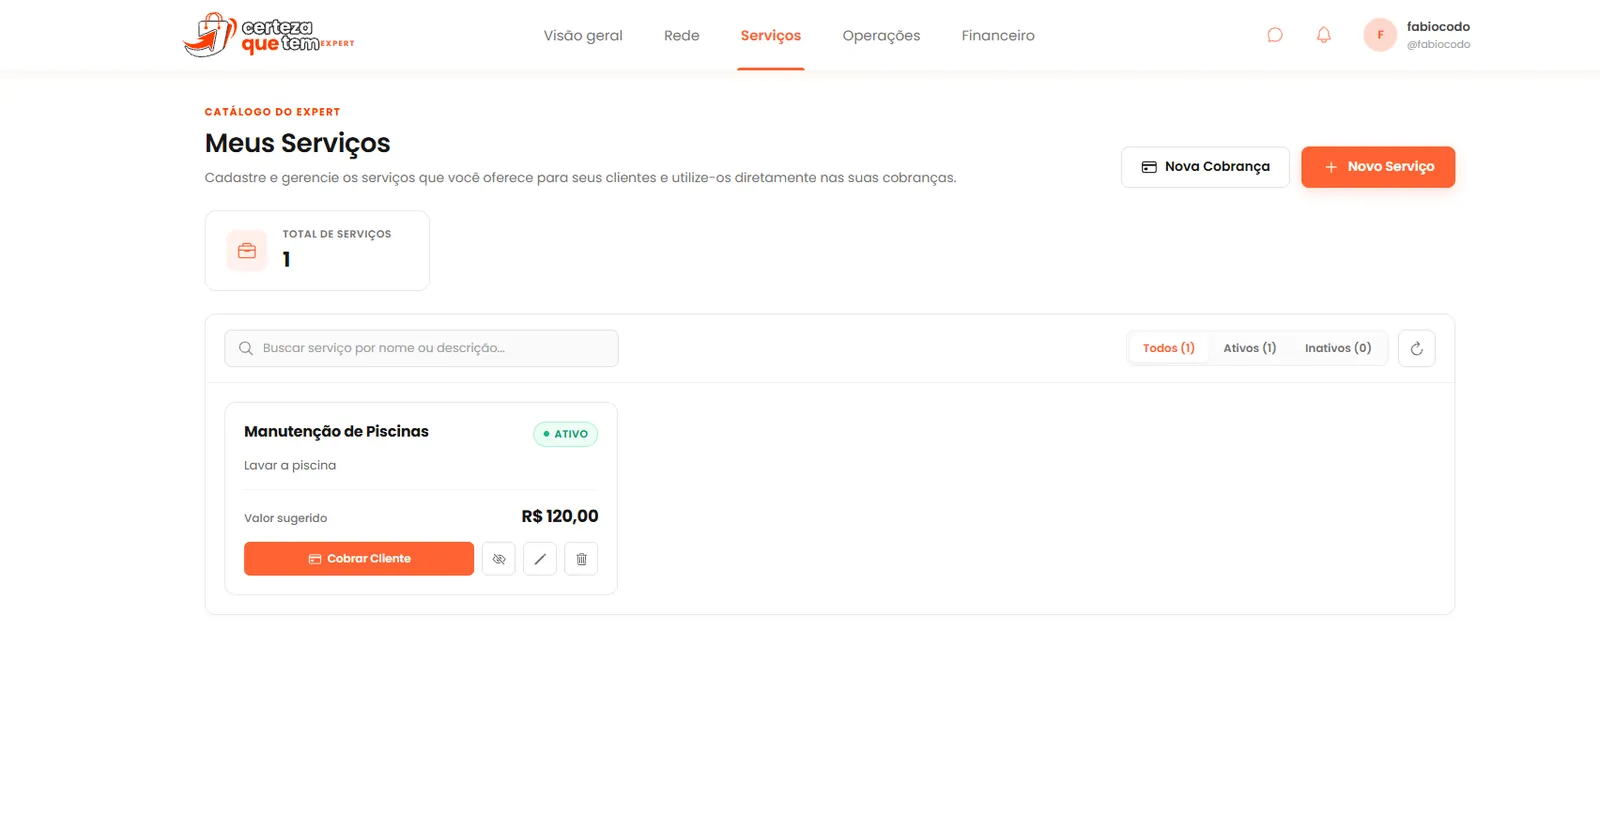 certeza
que tem EXPERT
Visão geral
Rede
Serviços
Operações
Financeiro
F
fabiocodo
@fabiocodo
CATÁLOGO DO EXPERT
Meus Serviços
Cadastre e gerencie os serviços que você oferece para seus clientes e utilize-os diretamente nas suas cobranças.
Nova Cobrança
Novo Serviço
TOTAL DE SERVIÇOS
1
Buscar serviço por nome ou descrição...
Todos (1)
Ativos (1)
Inativos (0)
Manutenção de Piscinas
ATIVO
Lavar a piscina
Valor sugerido
R$ 120,00
Cobrar Cliente